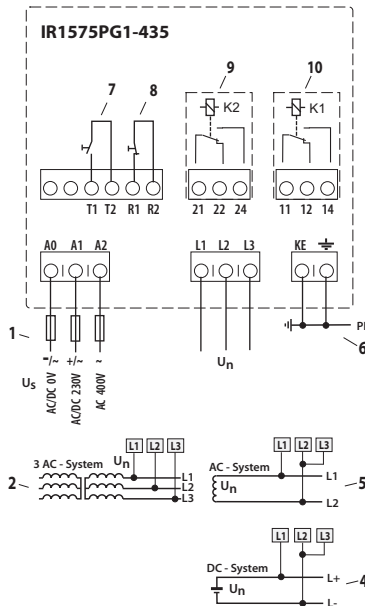 IR1575PG1-435
7 8 9 10
K2 K1
T1 T2 R1 R2 21 22 24 11 12 14
A0 A1 A2 L1 L2 L3 KE
1 PE
6
-/~ +/~ ~ Un
Us AC/DC 0V AC/DC 230V AC 400V
L1 L2 L3 L1 L2 L3
3 AC - System Un AC - System L1
2 L1 Un 5
L2
L3 L2
L1 L2 L3
DC - System L+
Un 4
L-